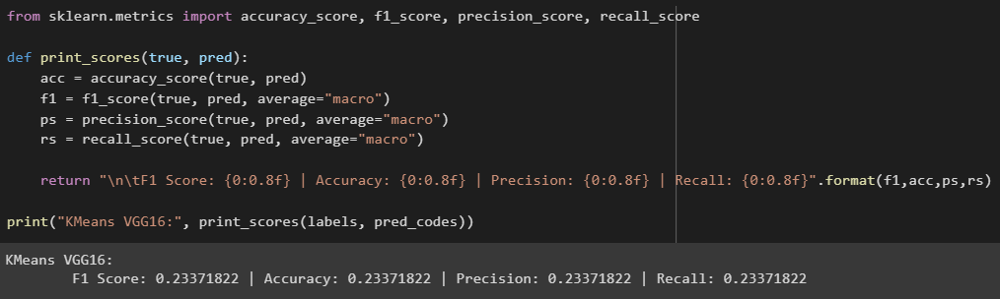 from sklearn.metrics import accuracy_score, f1_score, precision_score, recall_score
def print_scores(true, pred):
    acc = accuracy_score(true, pred)
    f1 = f1_score(true, pred, average="macro")
    ps = precision_score(true, pred, average="macro")
    rs = recall_score(true, pred, average="macro")
    return "\n\tF1 Score: {0:0.8f} | Accuracy: {0:0.8f} | Precision: {0:0.8f} | Recall: {0:0.8f}".format(f1,acc,ps,rs)
print("KMeans VGG16:", print_scores(labels, pred_codes))
KMeans VGG16:
        F1 Score: 0.23371822 | Accuracy: 0.23371822 | Precision: 0.23371822 | Recall: 0.23371822